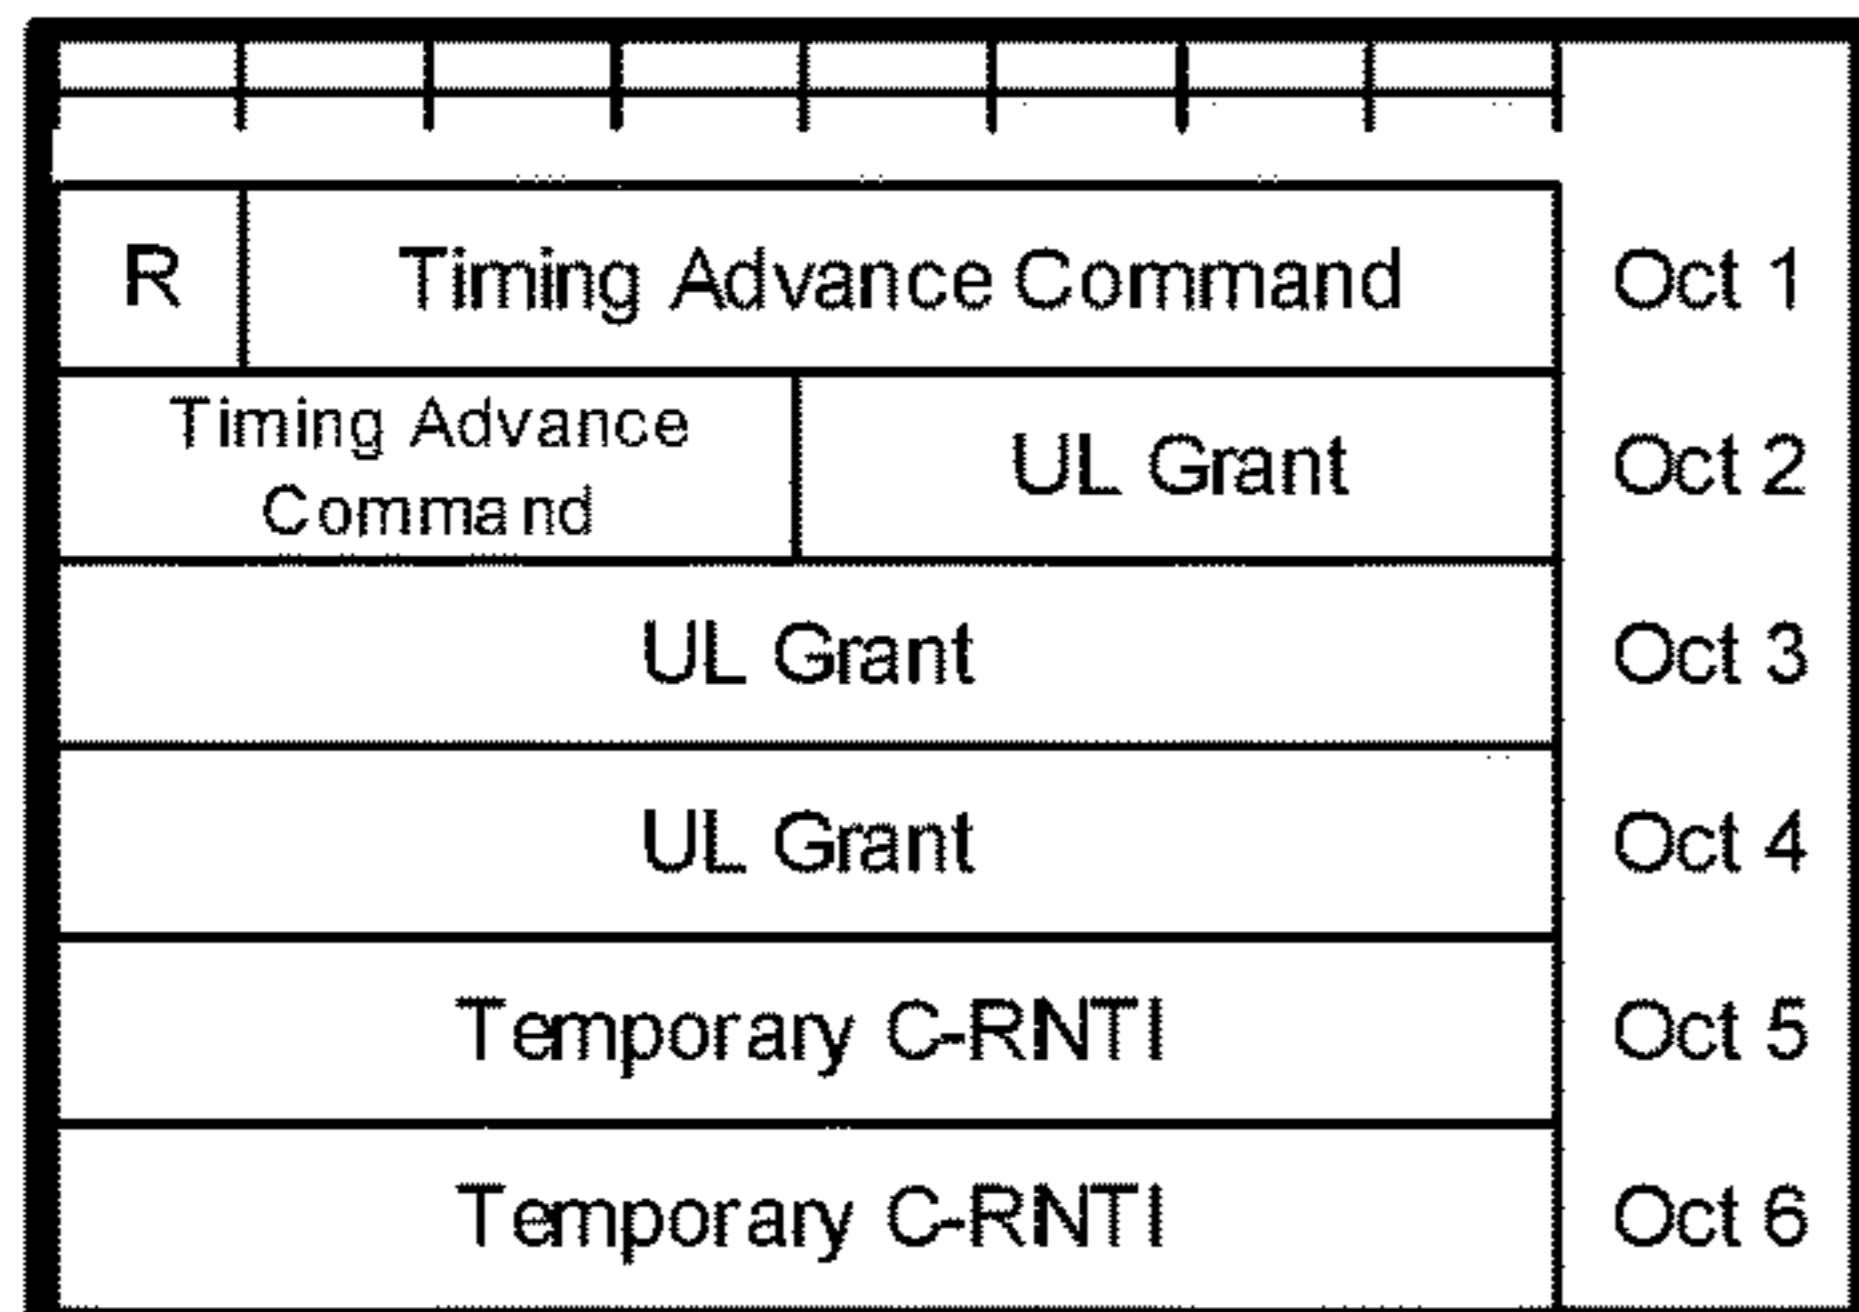 R Timing Advance Command Oct 1
Timing Advance
Command
UL Grant Oct 2
UL Grant Oct 3
UL Grant Oct 4
Temporary C-RNTI Oct 5
Temporary C-RNTI Oct 6